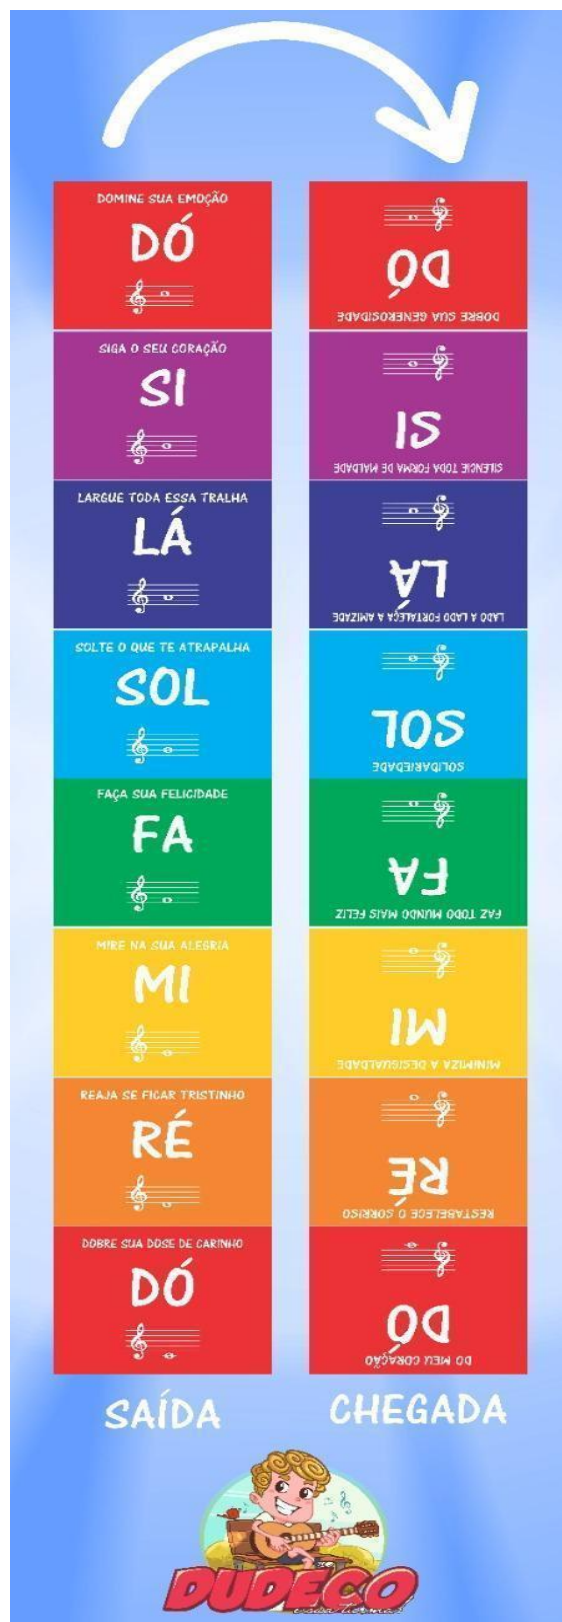 DOMINE SUA EMOÇÃO
DÓ
SIGA O SEU CORAÇÃO
SI
LARGUE TODA ESSA TRALHA
LÁ
SOLTE O QUE TE ATRAPALHA
SOL
FAÇA SUA FELICIDADE
FA
MIRE NA SUA ALEGRIA
MI
REAJA SE FICAR TRISTINHO
RÉ
DOBRE SUA DOSE DE CARINHO
DÓ
SAÍDA
DÓ
DOBRE SUA GENEROSIDADE
SI
SILENCIE TODA FORMA DE MALDADE
LÁ
LADO A LADO FORTALEÇA A AMIZADE
SOL
SOLIDARIEDADE
FA
FAZ TODO MUNDO MAIS FELIZ
MI
MINIMIZA A DESIGUALDADE
RÉ
RESTABELECE O SORRISO
DÓ
DO MEU CORAÇÃO
CHEGADA
DUDECO